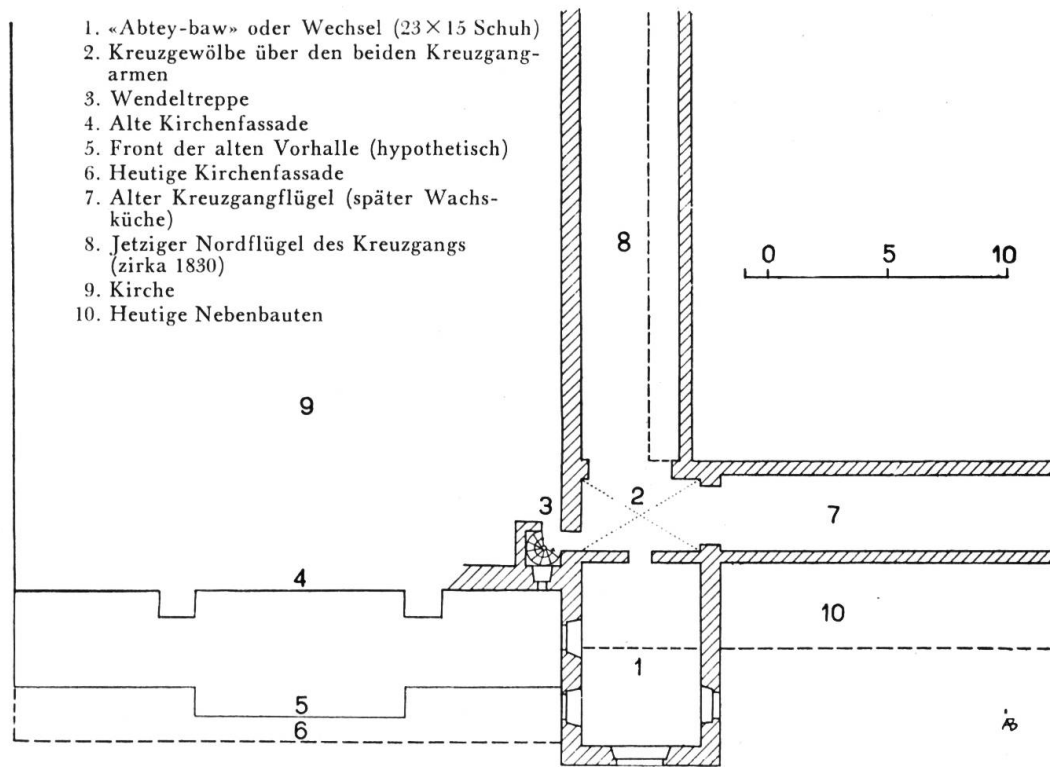 1. «Abtey-baw» oder Wechsel (23×15 Schuh)
2. Kreuzgewölbe über den beiden Kreuzgang-
armen
3. Wendeltreppe
4. Alte Kirchenfassade
5. Front der alten Vorhalle (hypothetisch)
6. Heutige Kirchenfassade
7. Alter Kreuzgangflügel (später Wachs-
küche)
8. Jetziger Nordflügel des Kreuzgangs
(zirka 1830)
9. Kirche
10. Heutige Nebenbauten
8
0 5 10
9
2
3
7
4
10
1
5
6